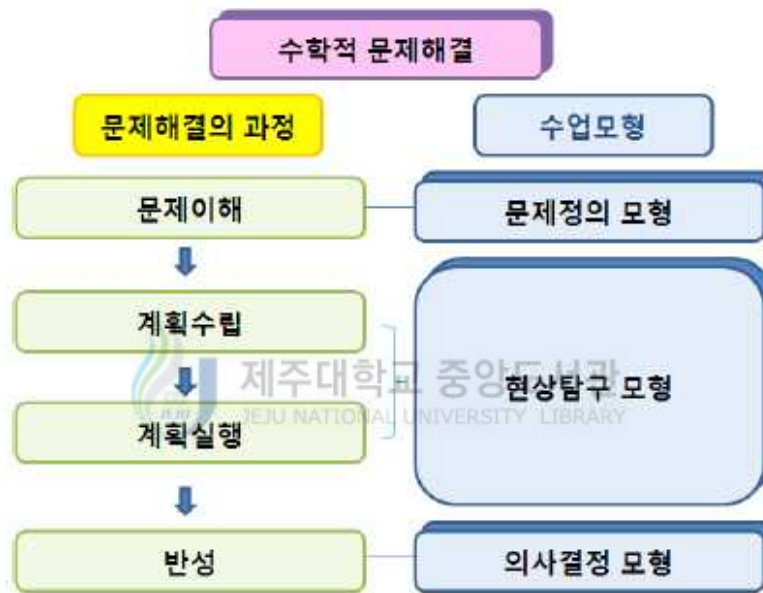 수학적 문제해결
문제해결의 과정
수업모형
문제이해
문제정의 모형
계획수립
제주대학교 중앙도서관
JEJU NATIONAL UNIVERSITY LIBRARY
현상탐구 모형
계획실행
반성
의사결정 모형